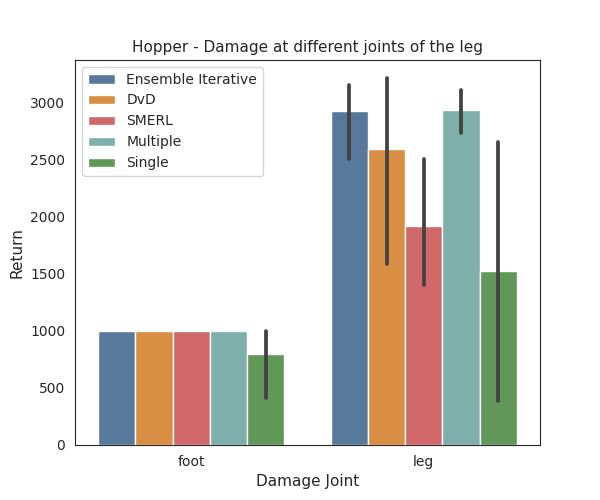 Hopper - Damage at different joints of the leg
Ensemble Iterative
DvD
SMERL
Multiple
Single
Return
3000
2500
2000
1500
1000
500
0
foot
leg
Damage Joint